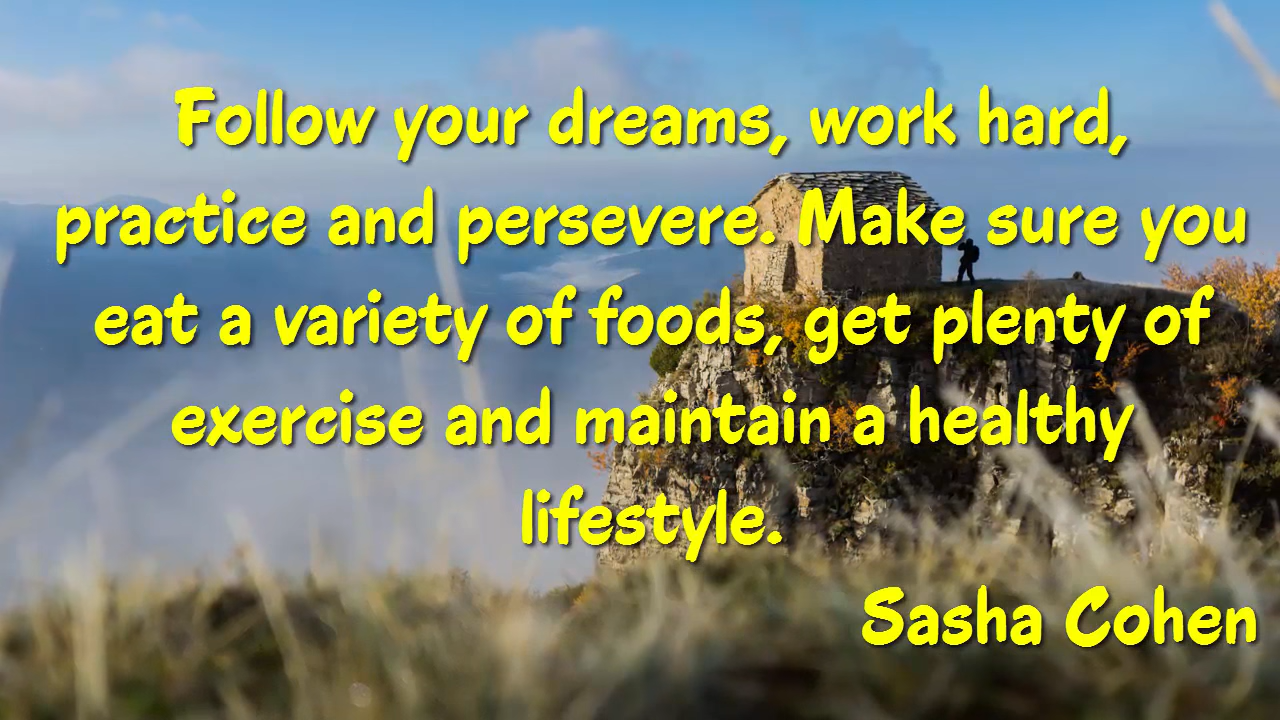 Follow your dreams, work hard,
practice and persevere. Make sure you
eat a variety of foods, get plenty of
exercise and maintain a healthy
lifestyle.
Sasha Cohen